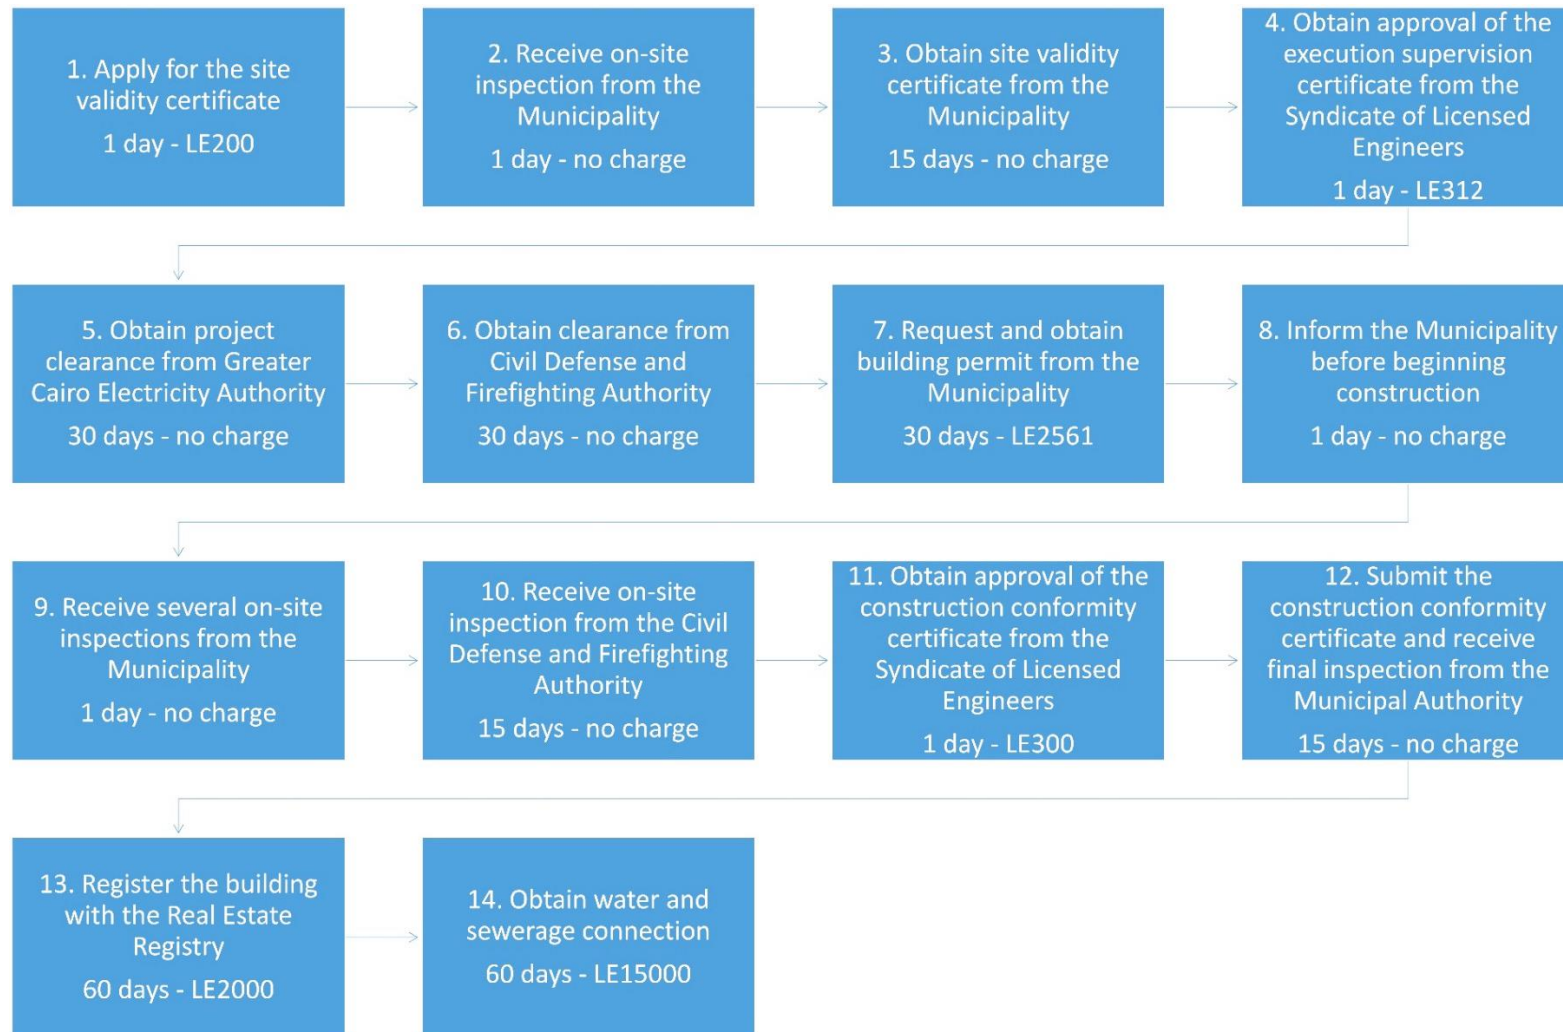 1. Apply for the site
validity certificate
1 day - LE200
2. Receive on-site
inspection from the
Municipality
1 day - no charge
3. Obtain site validity
certificate from the
Municipality
15 days - no charge
4. Obtain approval of the
execution supervision
certificate from the
Syndicate of Licensed
Engineers
1 day - LE312
5. Obtain project
clearance from Greater
Cairo Electricity Authority
30 days - no charge
6. Obtain clearance from
Civil Defense and
Firefighting Authority
30 days - no charge
7. Request and obtain
building permit from the
Municipality
30 days - LE2561
8. Inform the Municipality
before beginning
construction
1 day - no charge
9. Receive several on-site
inspections from the
Municipality
1 day - no charge
10. Receive on-site
inspection from the Civil
Defense and Firefighting
Authority
15 days - no charge
11. Obtain approval of the
construction conformity
certificate from the
Syndicate of Licensed
Engineers
1 day - LE300
12. Submit the
construction conformity
certificate and receive
final inspection from the
Municipal Authority
15 days - no charge
13. Register the building
with the Real Estate
Registry
60 days - LE2000
14. Obtain water and
sewerage connection
60 days - LE15000